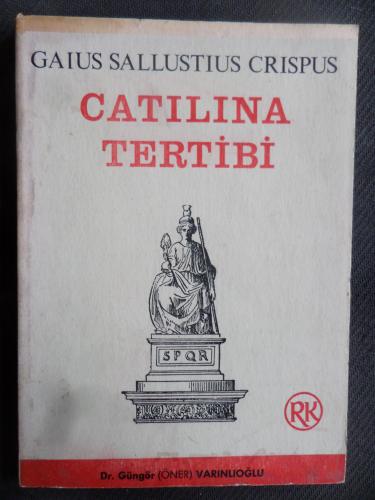 GAIUS SALLUSTIUS CRISPUS
CATILINA
TERTİBİ
SPQR
RK
Dr. Güngör (ÖNER) VARINLIOĞLU